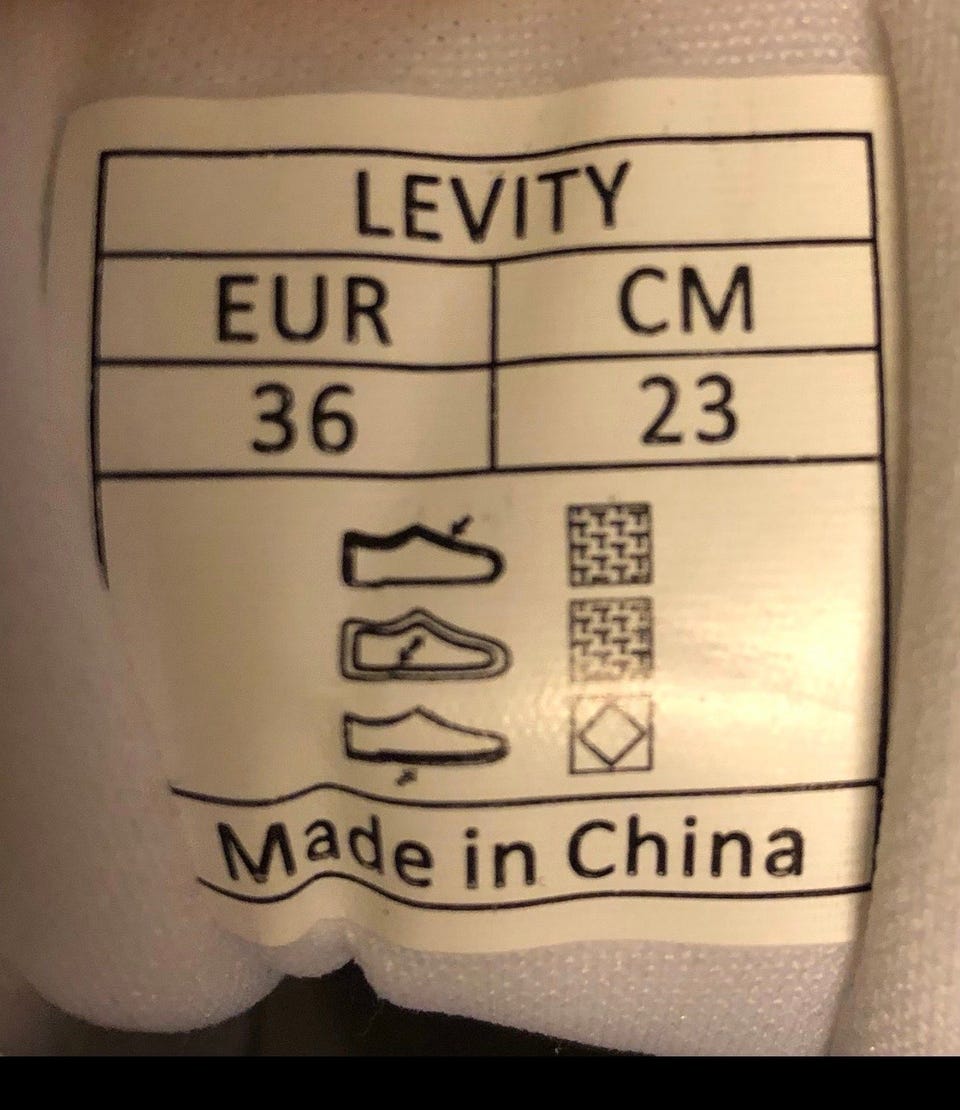 LEVITY
EUR CM
36 23
Made in China